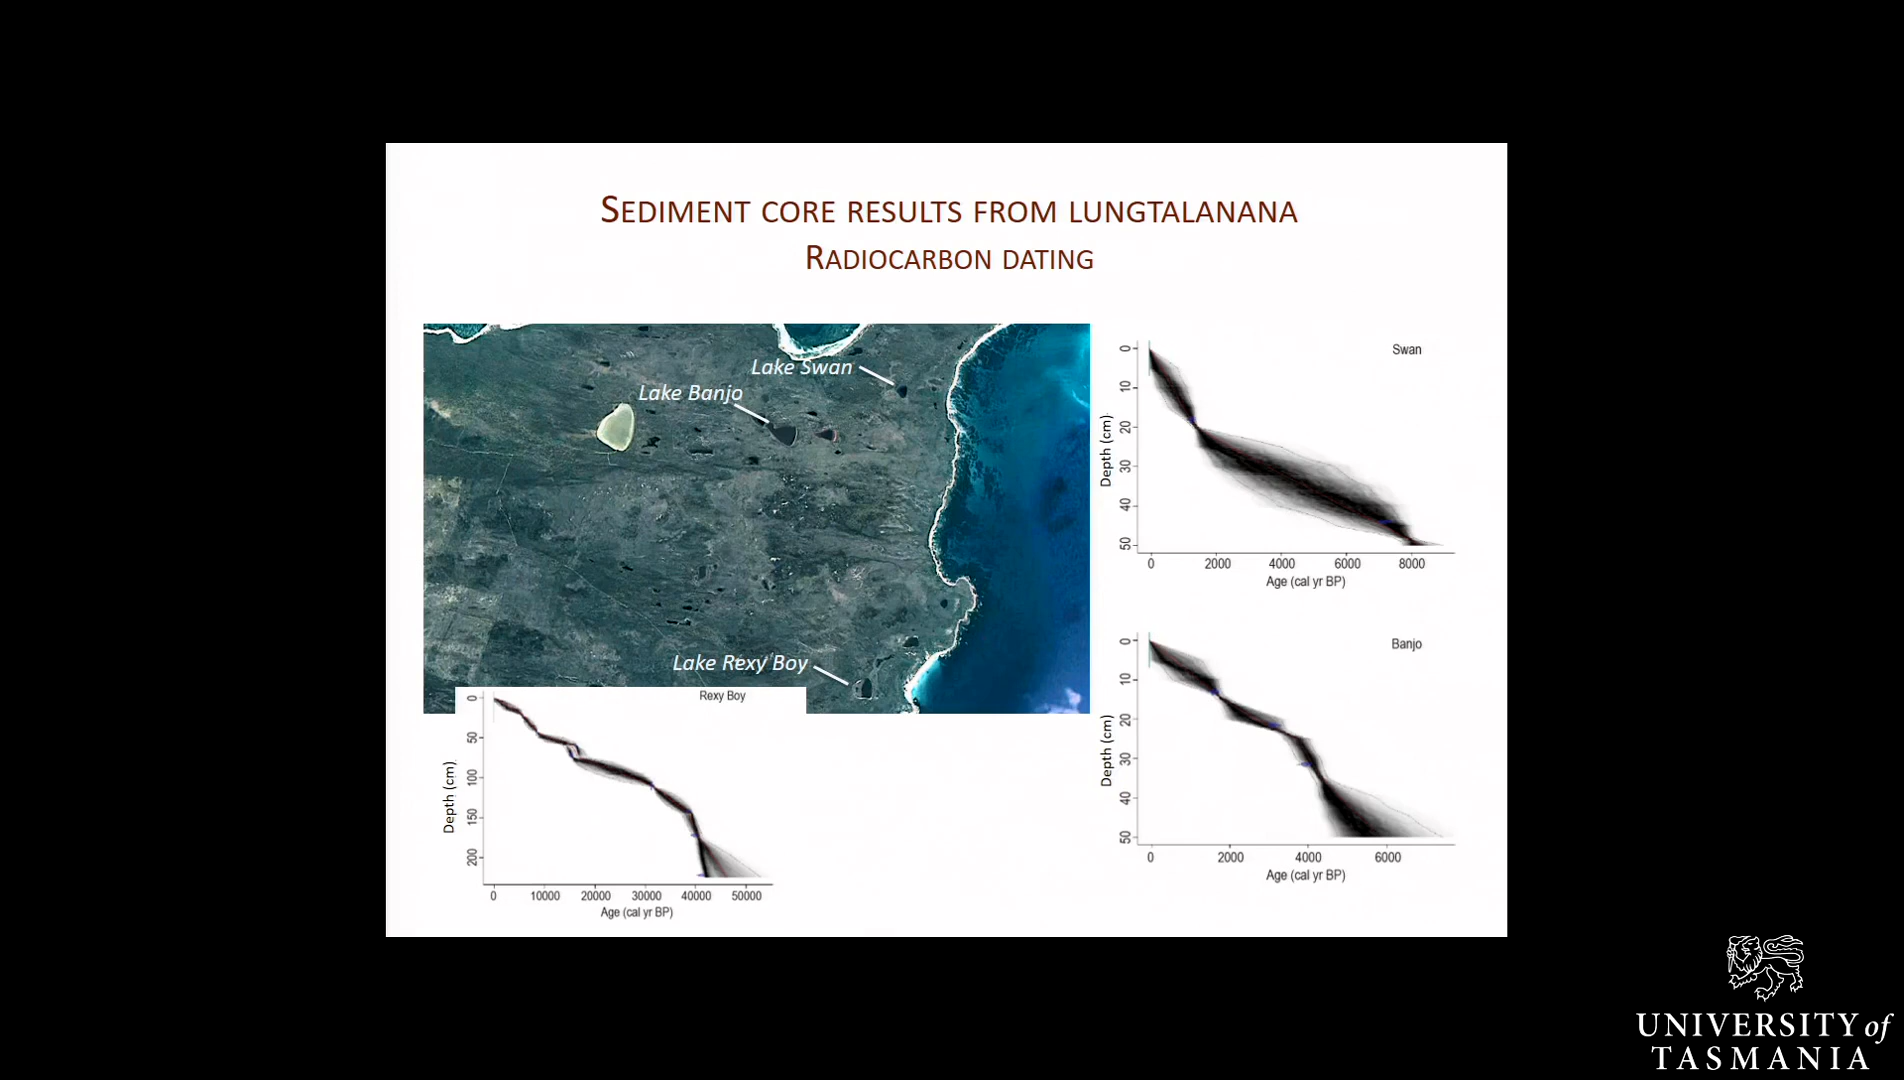 SEDIMENT CORE RESULTS FROM LUNGTALANANA
RADIOCARBON DATING
Lake Swan
Lake Banjo
Lake Rexy Boy
Swan
0
10
20
30
40
50
Depth (cm)
0 2000 4000 6000 8000
Age (cal yr BP)
Banjo
0
10
20
30
40
50
Depth (cm)
0 2000 4000 6000
Age (cal yr BP)
Rexy Boy
0
50
100
150
200
Depth (cm)
0 10000 20000 30000 40000 50000
Age (cal yr BP)
UNIVERSITY of
TASMANIA